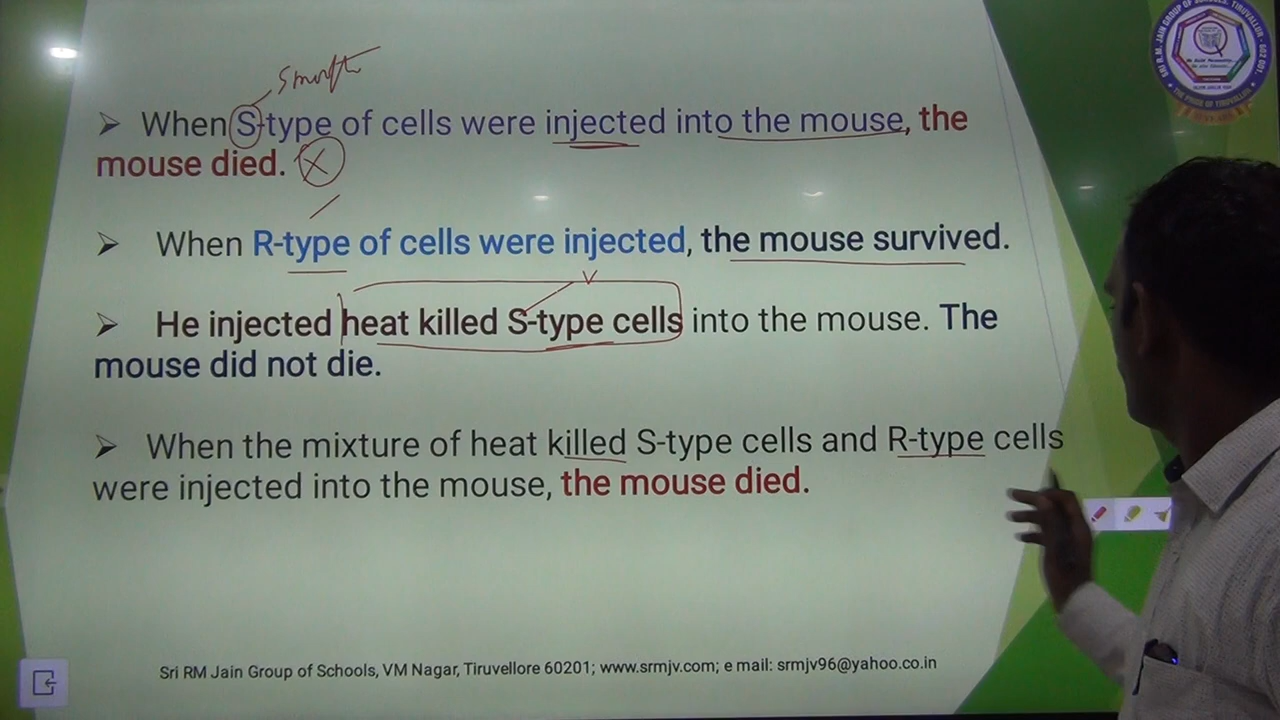 Smooth
When S-type of cells were injected into the mouse, the
mouse died.
When R-type of cells were injected, the mouse survived.
He injected heat killed S-type cells into the mouse. The
mouse did not die.
When the mixture of heat killed S-type cells and R-type cells
were injected into the mouse, the mouse died.
Sri RM Jain Group of Schools, VM Nagar, Tiruvellore 60201; www.srmjv.com; e mail: srmjv96@yahoo.co.in